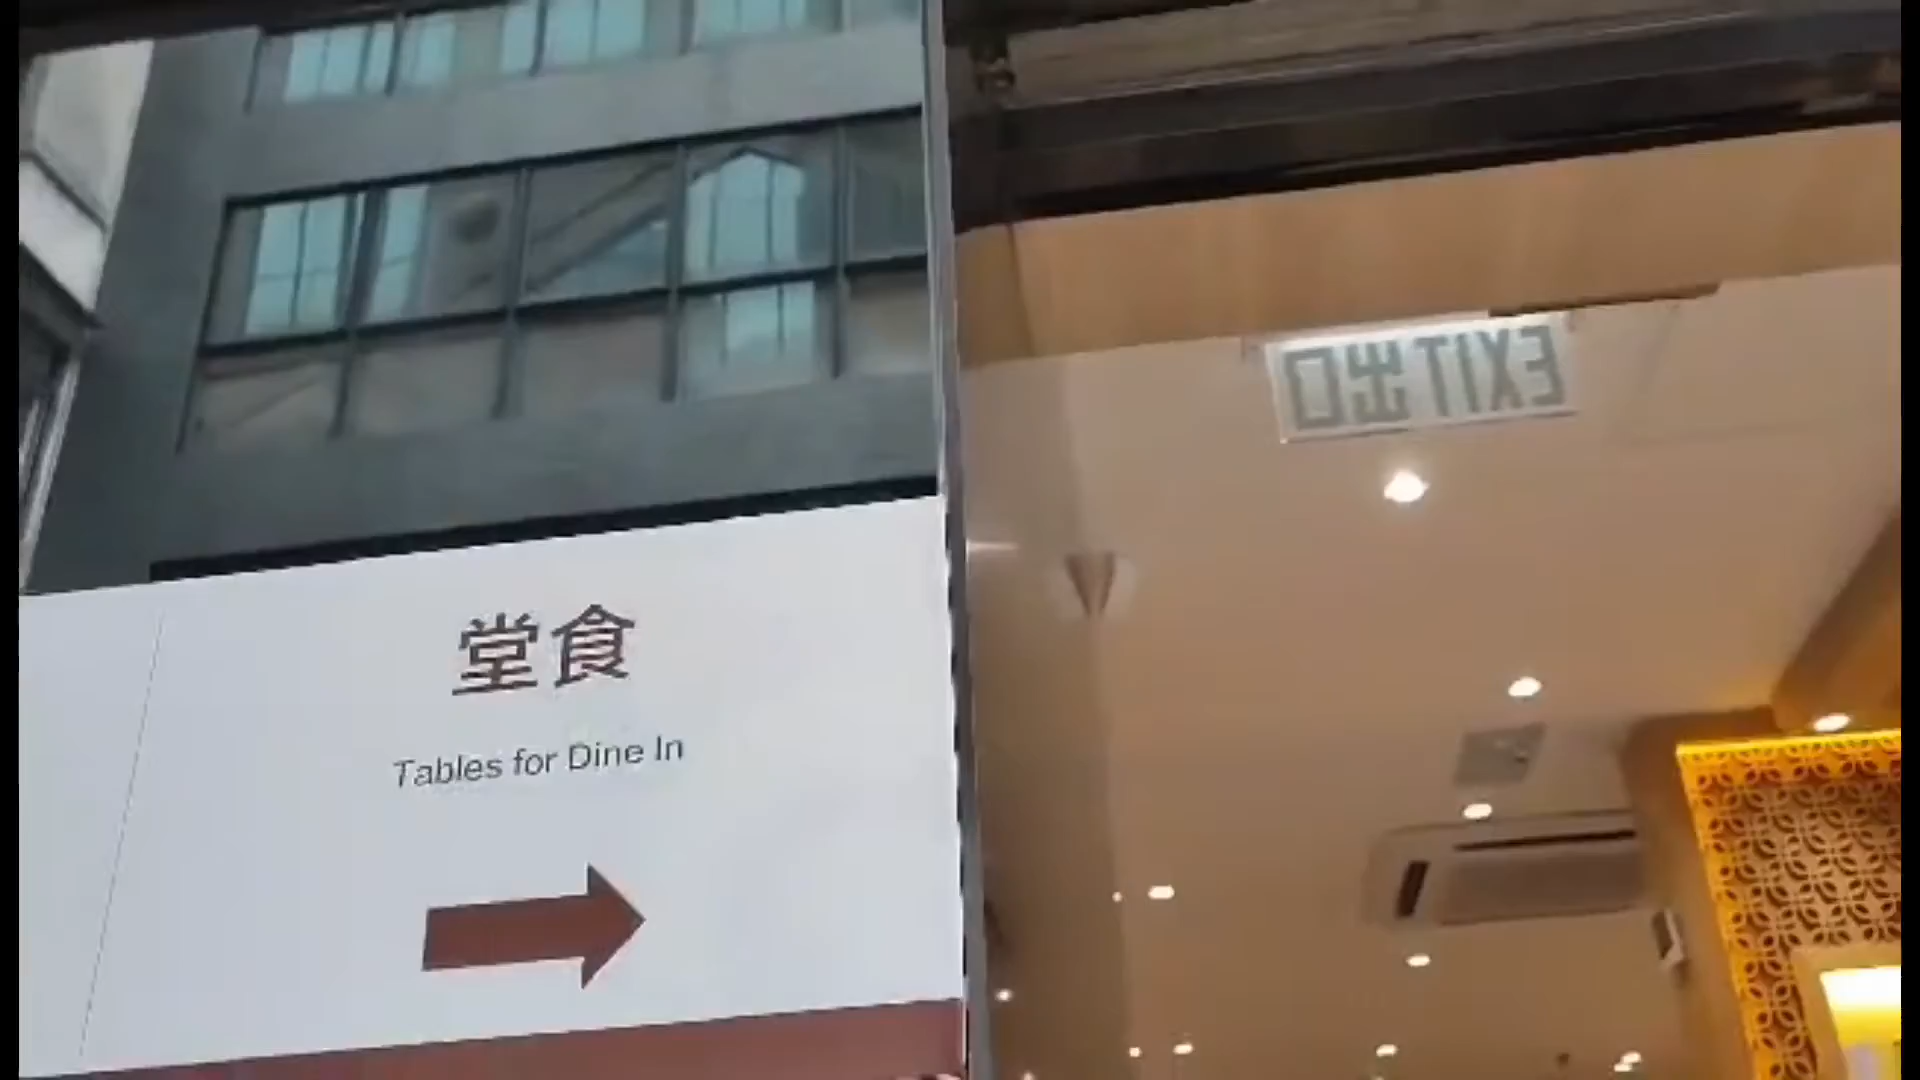 堂食
Tables for Dine In
EXIT 出口